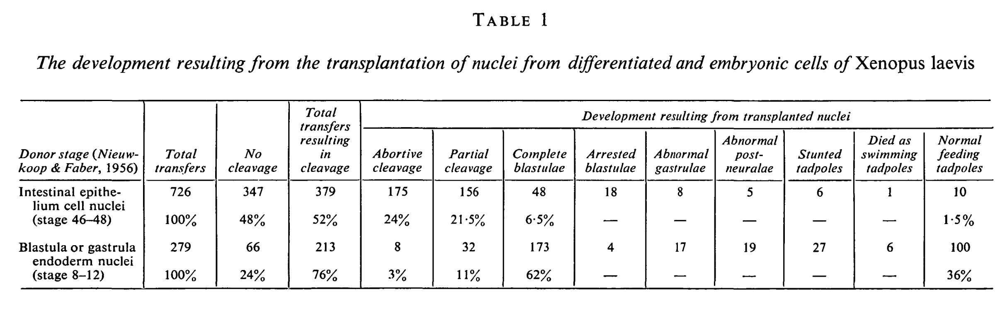 TABLE 1
The development resulting from the transplantation of nuclei from differentiated and embryonic cells of Xenopus laevis
Donor stage (Nieuw-
koop & Faber, 1956)
Total
transfers
No
cleavage
Total
transfers
resulting
in
cleavage
Development resulting from transplanted nuclei
Abortive
cleavage
Partial
cleavage
Complete
blastulae
Arrested
blastulae
Abnormal
gastrulae
Abnormal
post-
neuralae
Stunted
tadpoles
Died as
swimming
tadpoles
Normal
feeding
tadpoles
Intestinal epithe- 726 347 379 175 156 48 18 8 5 6 1 10
lium cell nuclei
(stage 46–48) 100% 48% 52% 24% 21·5% 6·5% — — — — — 1·5%
Blastula or gastrula 279 66 213 8 32 173 4 17 19 27 6 100
endoderm nuclei
(stage 8–12) 100% 24% 76% 3% 11% 62% — — — — — 36%